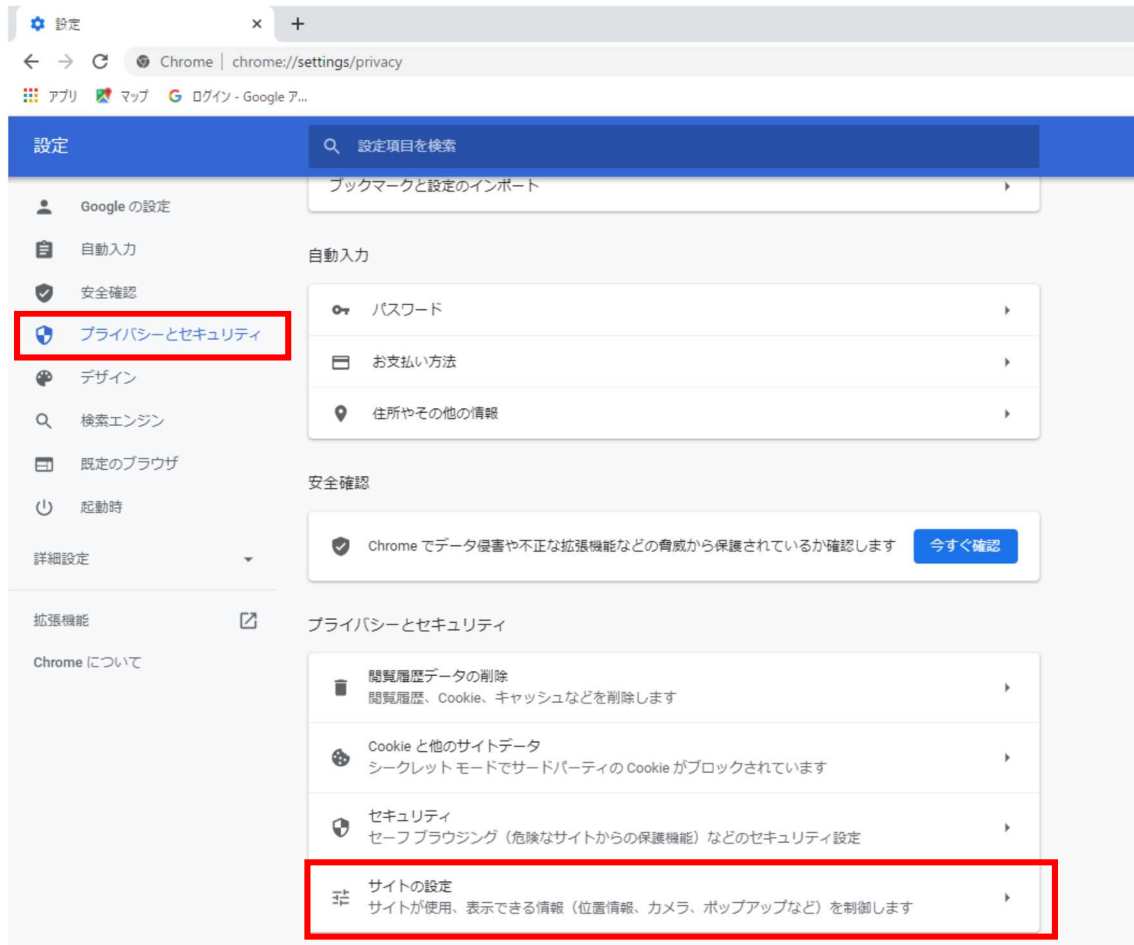 設定
Chrome | chrome://settings/privacy
アプリ マップ ログイン - Google ア...
設定
設定項目を検索
Google の設定
自動入力
安全確認
プライバシーとセキュリティ
デザイン
検索エンジン
既定のブラウザ
起動時
詳細設定
拡張機能
Chrome について
ブックマークと設定のインポート
自動入力
パスワード
お支払い方法
住所やその他の情報
安全確認
Chrome でデータ侵害や不正な拡張機能などの脅威から保護されているか確認します
今すぐ確認
プライバシーとセキュリティ
閲覧履歴データの削除
閲覧履歴、Cookie、キャッシュなどを削除します
Cookie と他のサイトデータ
シークレット モードでサードパーティの Cookie がブロックされています
セキュリティ
セーフ ブラウジング（危険なサイトからの保護機能）などのセキュリティ設定
サイトの設定
サイトが使用、表示できる情報（位置情報、カメラ、ポップアップなど）を制御します